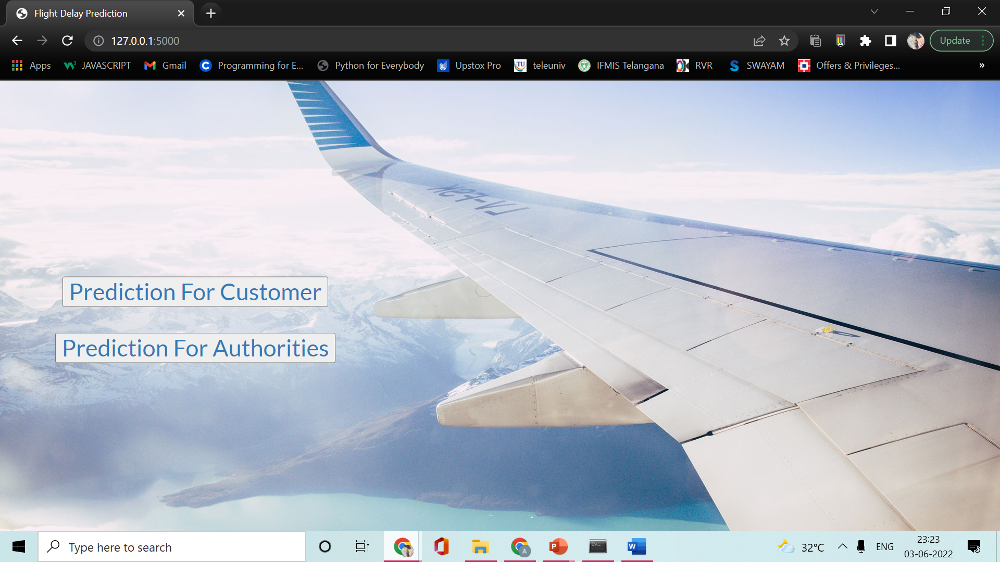 Flight Delay Prediction
127.0.0.1:5000
Update
Apps
JAVASCRIPT
Gmail
Programming for E...
Python for Everybody
Upstox Pro
teleuniv
IFMIS Telangana
RVR
SWAYAM
Offers & Privileges...
»
Prediction For Customer
Prediction For Authorities
Type here to search
32°C
ENG
23:23
03-06-2022